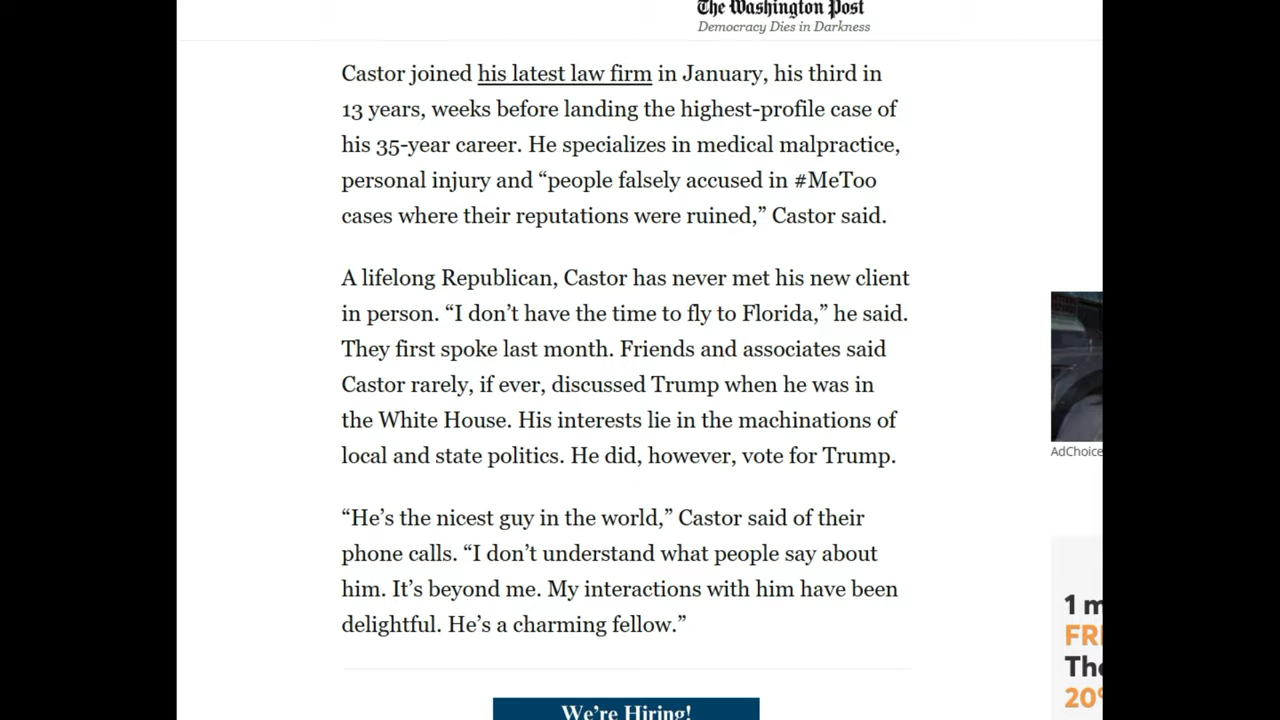 The Washington Post
Democracy Dies in Darkness
Castor joined his latest law firm in January, his third in
13 years, weeks before landing the highest-profile case of
his 35-year career. He specializes in medical malpractice,
personal injury and “people falsely accused in #MeToo
cases where their reputations were ruined,” Castor said.
A lifelong Republican, Castor has never met his new client
in person. “I don’t have the time to fly to Florida,” he said.
They first spoke last month. Friends and associates said
Castor rarely, if ever, discussed Trump when he was in
the White House. His interests lie in the machinations of
local and state politics. He did, however, vote for Trump.
“He’s the nicest guy in the world,” Castor said of their
phone calls. “I don’t understand what people say about
him. It’s beyond me. My interactions with him have been
delightful. He’s a charming fellow.”
AdChoice
1 m
FR
The
20
We’re Hiring!